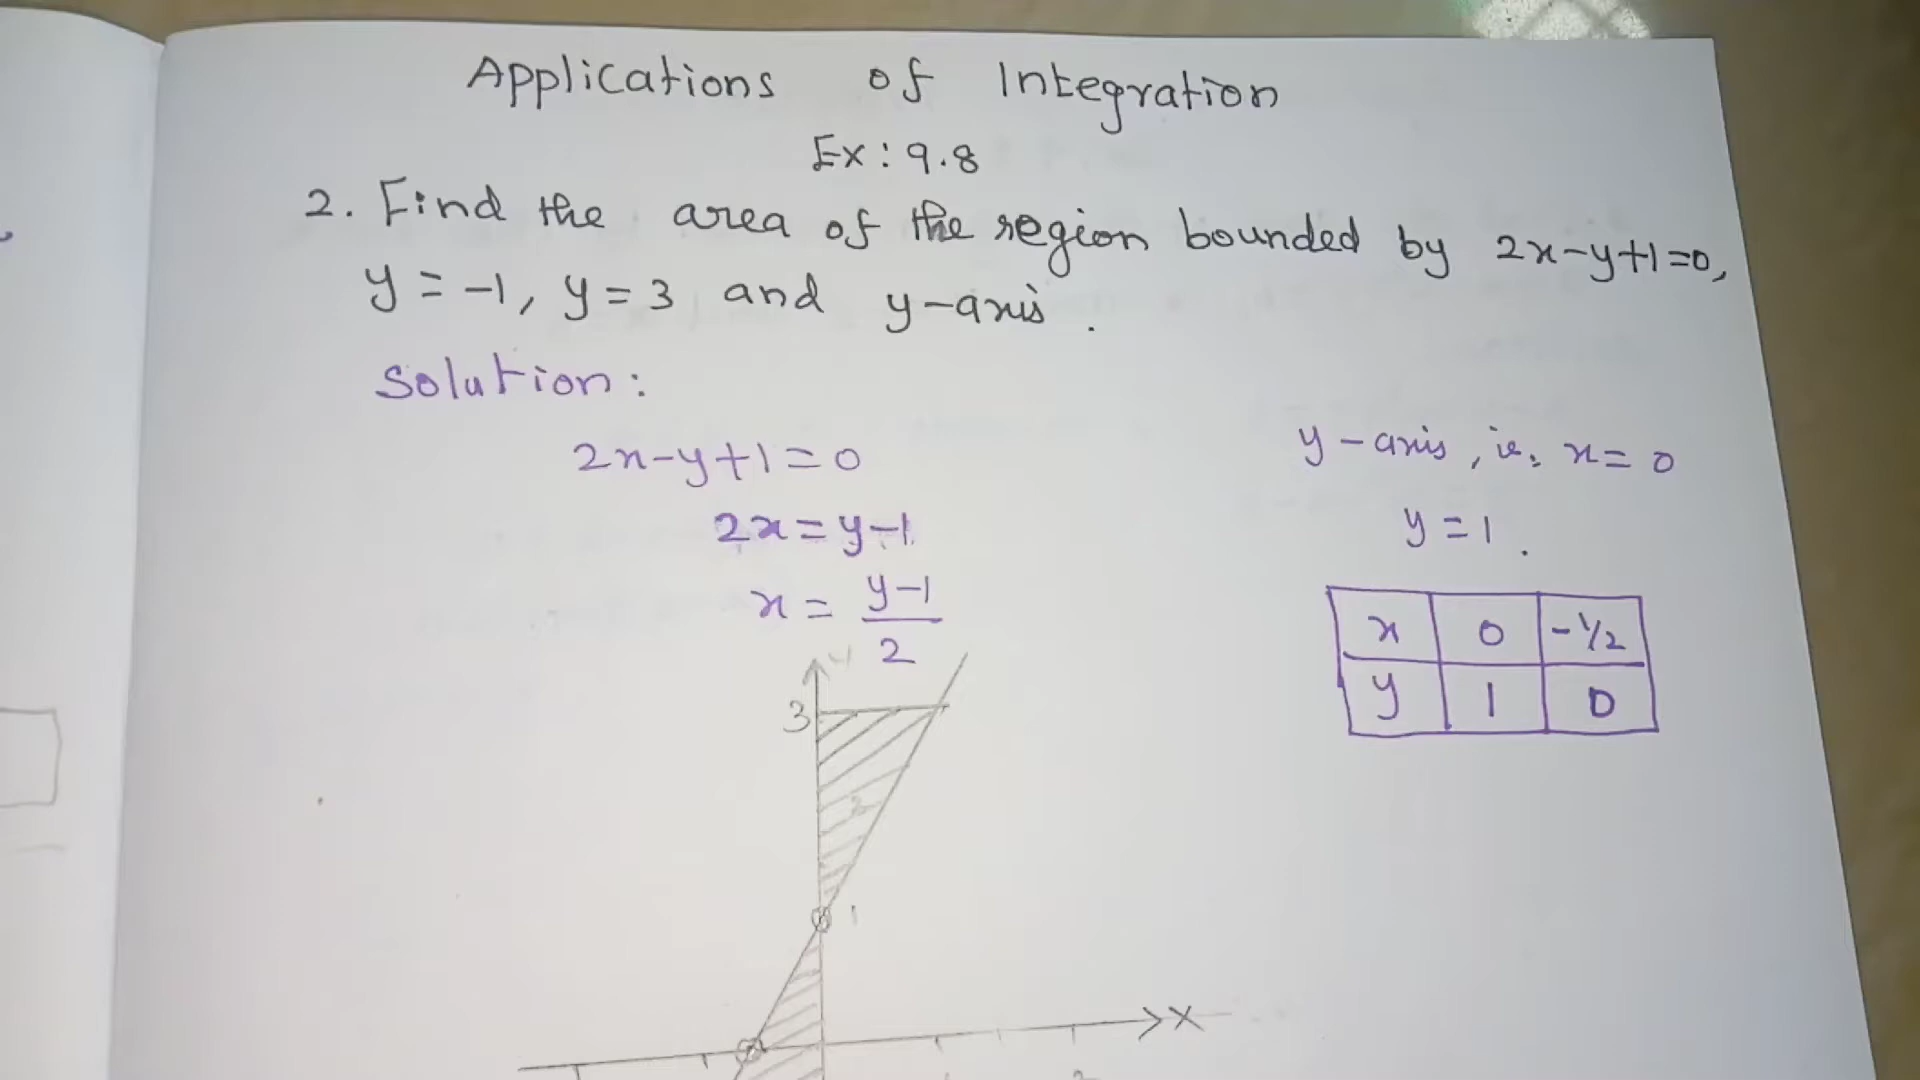 Applications of Integration
Ex: 9.8
2. Find the area of the region bounded by 2x-y+1=0,
y = -1, y = 3 and y-axis.
Solution:
2x-y+1=0
y-axis, ie, x = 0
2x = y-1
y = 1.
x = y-1/2
x 0 -1/2
y 1 0
Y
3
2
1
X